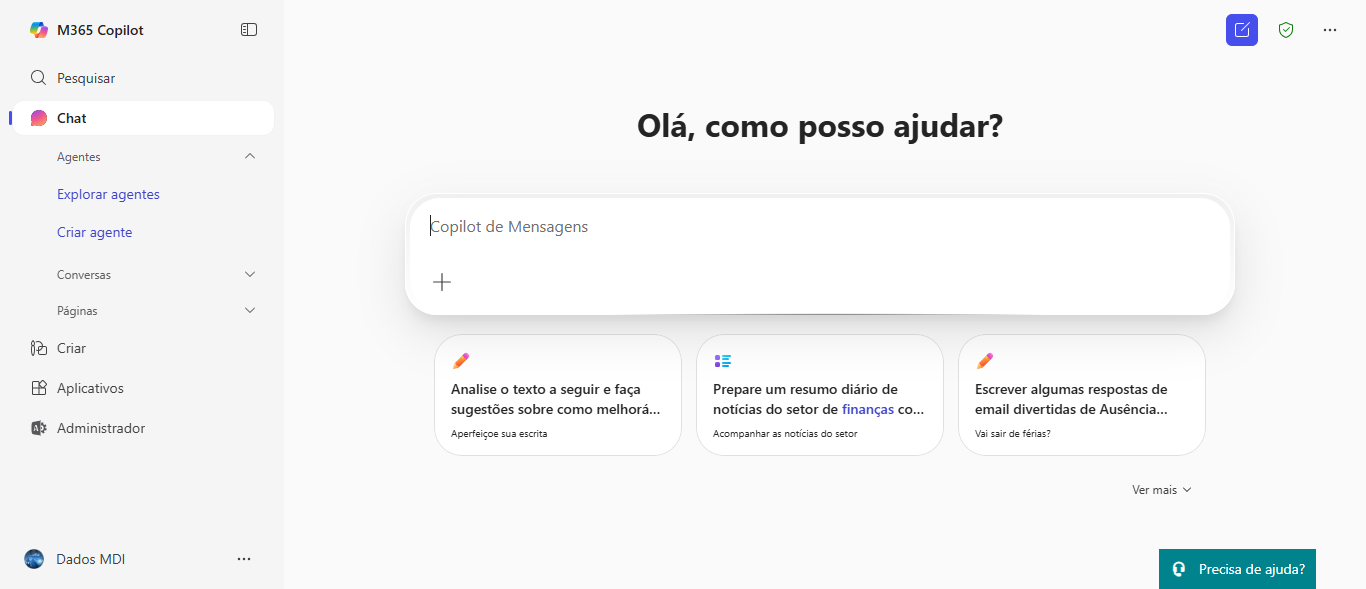 M365 Copilot
Pesquisar
Chat
Agentes
Explorar agentes
Criar agente
Conversas
Páginas
Criar
Aplicativos
Administrador
Dados MDI
Olá, como posso ajudar?
Copilot de Mensagens
Analise o texto a seguir e faça
sugestões sobre como melhorá...
Aperfeiçoe sua escrita
Prepare um resumo diário de
notícias do setor de finanças co...
Acompanhar as notícias do setor
Escrever algumas respostas de
email divertidas de Ausência...
Vai sair de férias?
Ver mais
Precisa de ajuda?